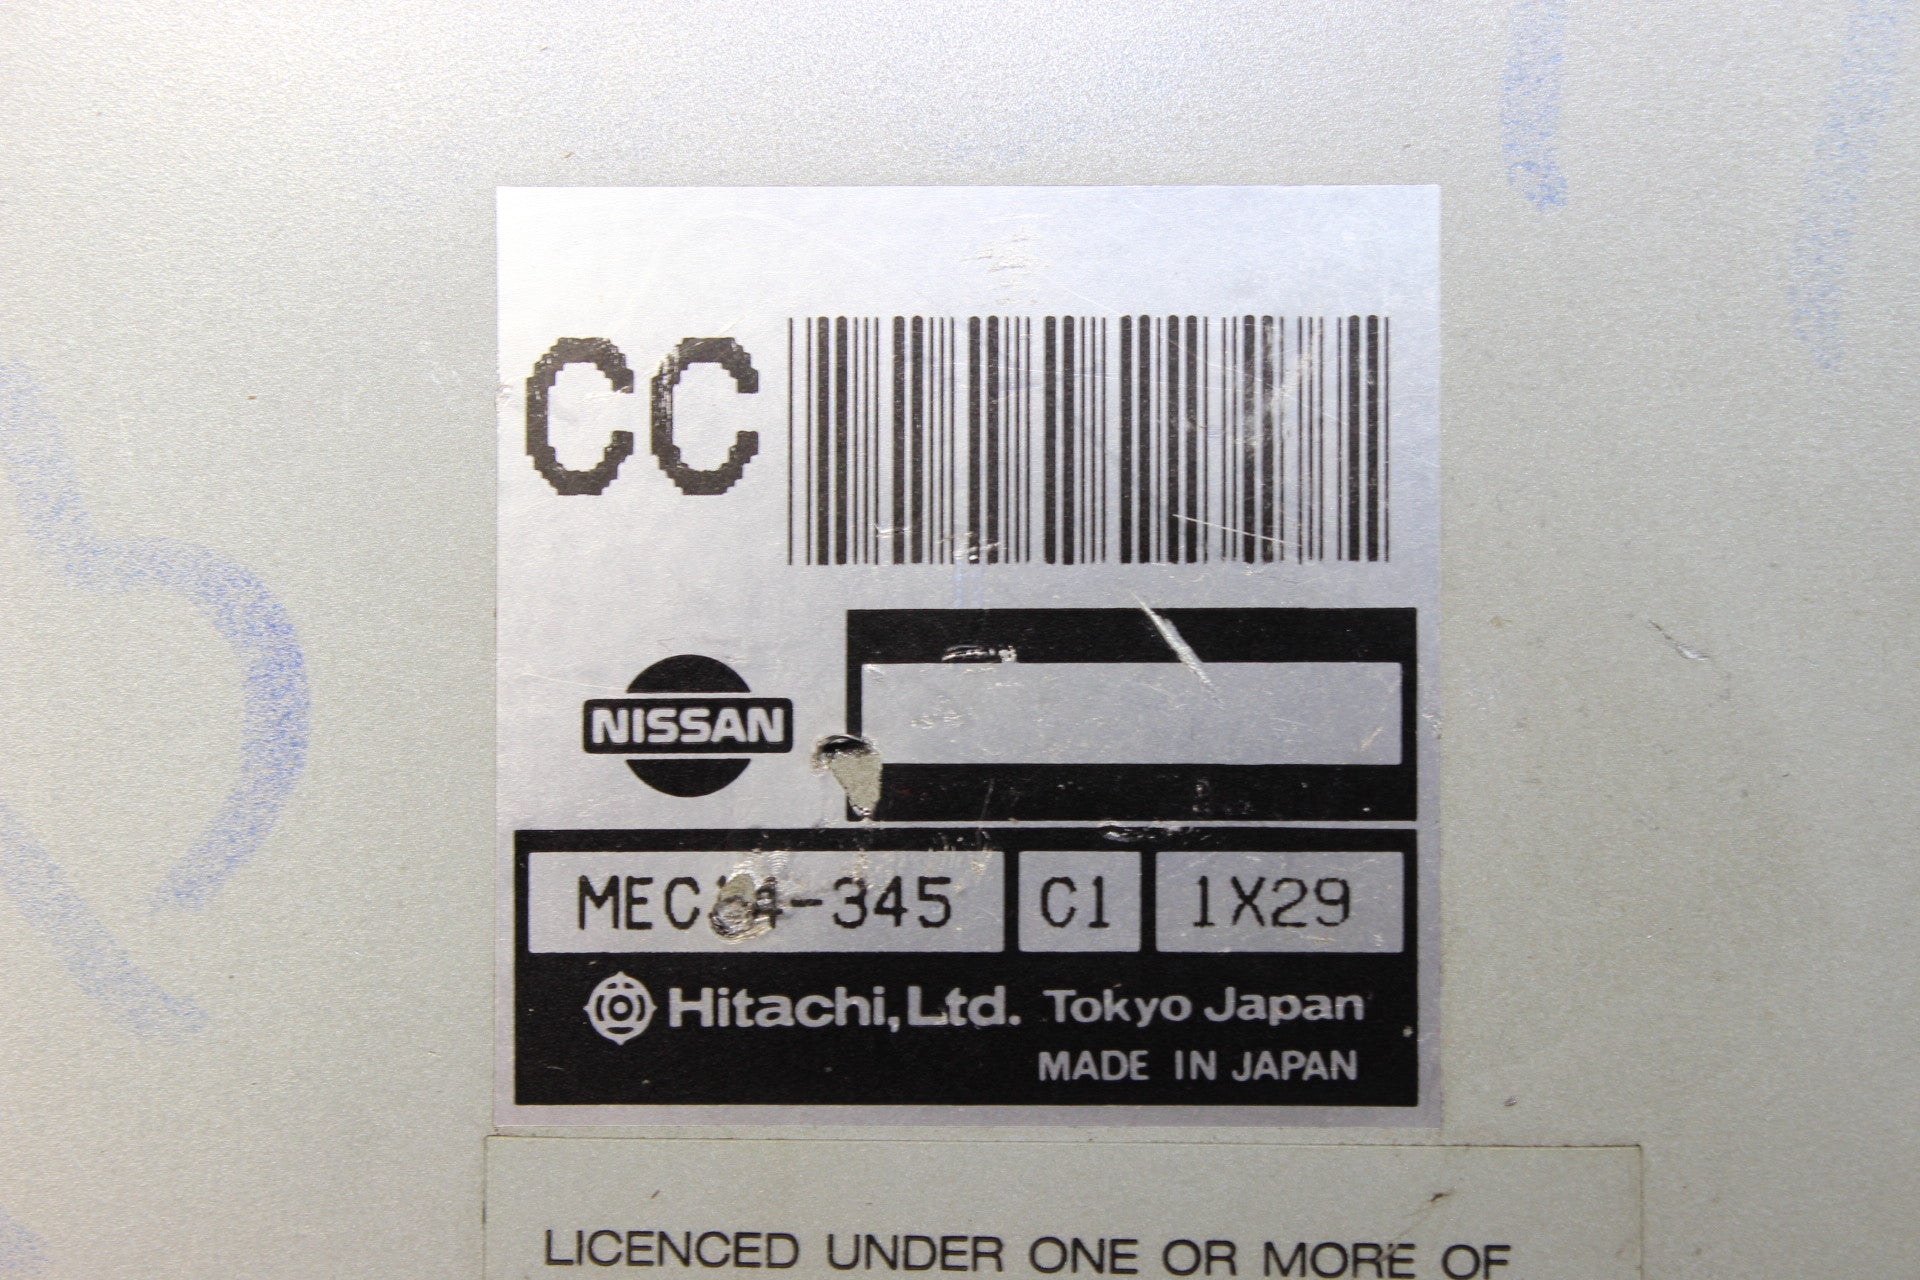 CC
NISSAN
C1 1X29
Hitachi, Ltd. Tokyo Japan
MADE IN JAPAN
LICENCED UNDER ONE OR MORE OF